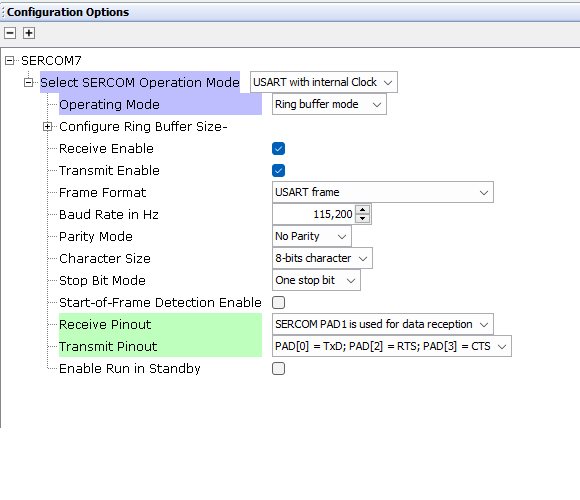 Configuration Options
SERCOM7
Select SERCOM Operation Mode USART with internal Clock
Operating Mode Ring buffer mode
Configure Ring Buffer Size-
Receive Enable
Transmit Enable
Frame Format USART frame
Baud Rate in Hz 115,200
Parity Mode No Parity
Character Size 8-bits character
Stop Bit Mode One stop bit
Start-of-Frame Detection Enable
Receive Pinout SERCOM PAD1 is used for data reception
Transmit Pinout PAD[0] = TxD; PAD[2] = RTS; PAD[3] = CTS
Enable Run in Standby